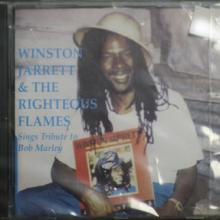 WINSTON
JARRETT
& THE
RIGHTEOUS
FLAMES
Sings Tribute to
Bob Marley